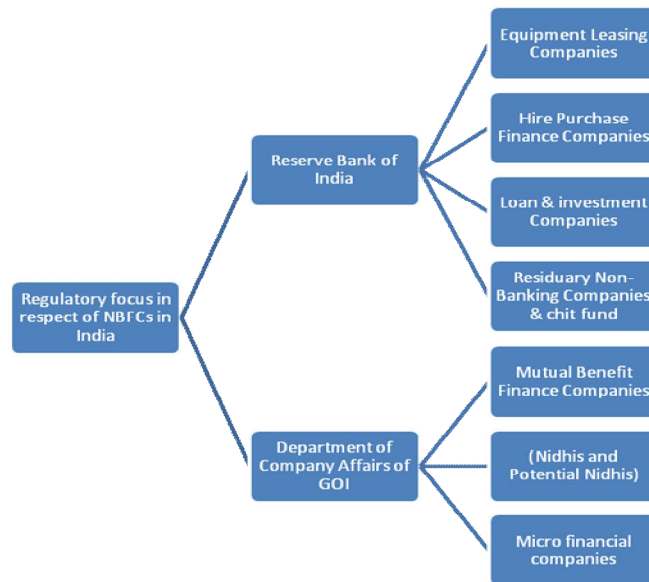 Equipment Leasing
Companies
Hire Purchase
Finance Companies
Reserve Bank of
India
Loan & investment
Companies
Residuary Non-
Banking Companies
& chit fund
Regulatory focus in
respect of NBFCs in
India
Mutual Benefit
Finance Companies
Department of
Company Affairs of
GOI
(Nidhis and
Potential Nidhis)
Micro financial
companies